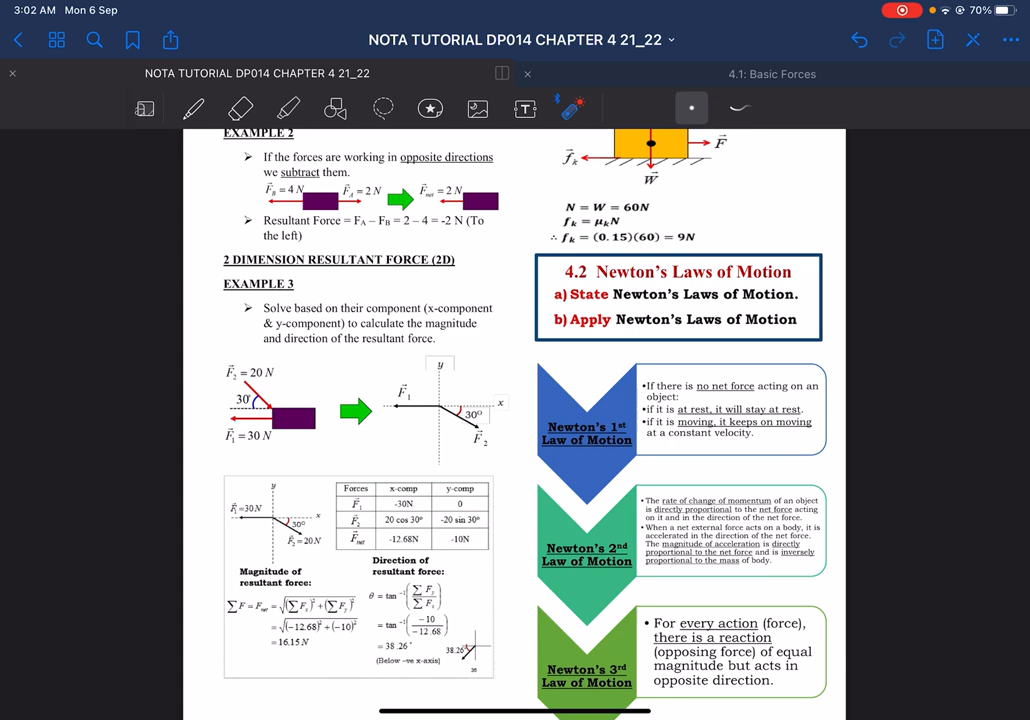 3:02 AM Mon 6 Sep
70%
NOTA TUTORIAL DP014 CHAPTER 4 21_22
NOTA TUTORIAL DP014 CHAPTER 4 21_22
4.1: Basic Forces
EXAMPLE 2
If the forces are working in opposite directions
we subtract them.
F_B = 4 N F_A = 2 N F_net = 2 N
Resultant Force = F_A – F_B = 2 – 4 = -2 N (To
the left)
2 DIMENSION RESULTANT FORCE (2D)
EXAMPLE 3
Solve based on their component (x-component
& y-component) to calculate the magnitude
and direction of the resultant force.
F₂ = 20 N
30°
F₁ = 30 N
y
F₁
x
30°
F₂
y
F₁=30N
x
30°
F₂=20N
Forces x-comp y-comp
F₁ -30N 0
F₂ 20 cos 30° -20 sin 30°
F_net -12.68N -10N
Magnitude of
resultant force:
∑F = F_net = √((∑F_x)² + (∑F_y)²)
= √((-12.68)² + (-10)²)
= 16.15 N
Direction of
resultant force:
θ = tan⁻¹(∑F_y / ∑F_x)
= tan⁻¹(-10 / -12.68)
= 38.26°
(Below –ve x-axis)
38.26°
36
f_k
F
W
N = W = 60N
f_k = μ_kN
∴ f_k = (0.15)(60) = 9N
4.2 Newton's Laws of Motion
a) State Newton's Laws of Motion.
b) Apply Newton's Laws of Motion
Newton's 1st
Law of Motion
•If there is no net force acting on an
object:
•if it is at rest, it will stay at rest.
•if it is moving, it keeps on moving
at a constant velocity.
Newton's 2nd
Law of Motion
• The rate of change of momentum of an object
is directly proportional to the net force acting
on it and in the direction of the net force.
• When a net external force acts on a body, it is
accelerated in the direction of the net force.
The magnitude of acceleration is directly
proportional to the net force and is inversely
proportional to the mass of body.
Newton's 3rd
Law of Motion
• For every action (force),
there is a reaction
(opposing force) of equal
magnitude but acts in
opposite direction.